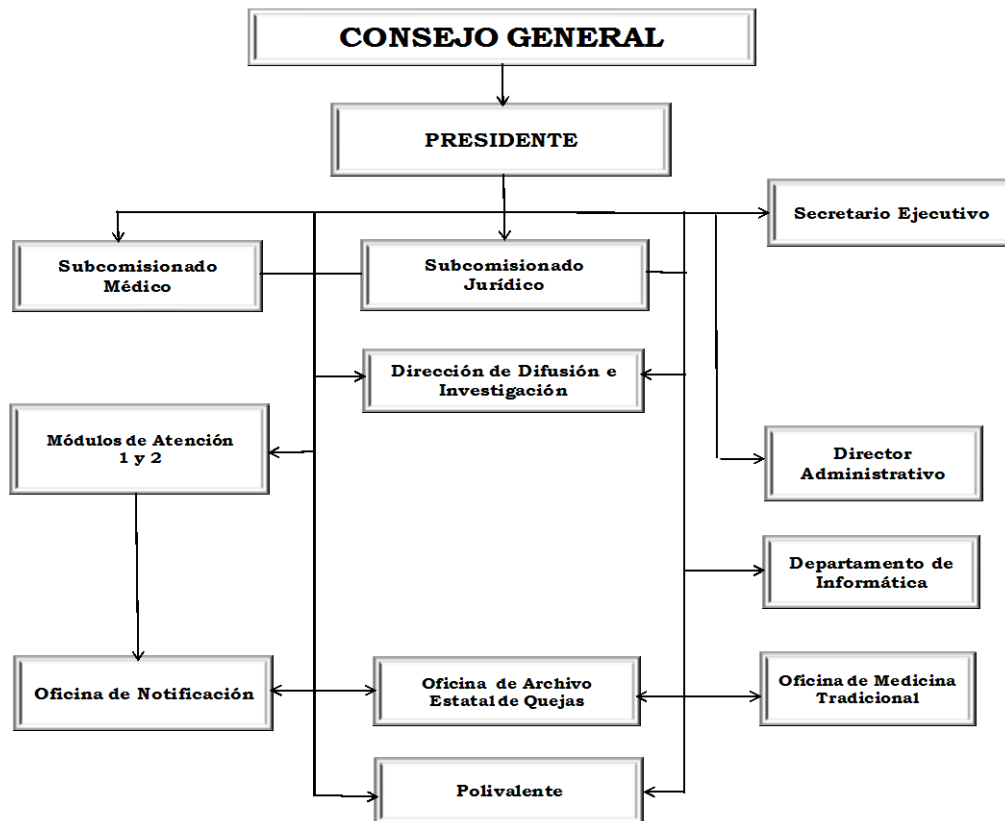 CONSEJO GENERAL
PRESIDENTE
Secretario Ejecutivo
Subcomisionado
Médico
Subcomisionado
Jurídico
Dirección de Difusión e
Investigación
Módulos de Atención
1 y 2
Director
Administrativo
Departamento de
Informática
Oficina de Notificación
Oficina de Archivo
Estatal de Quejas
Oficina de Medicina
Tradicional
Polivalente